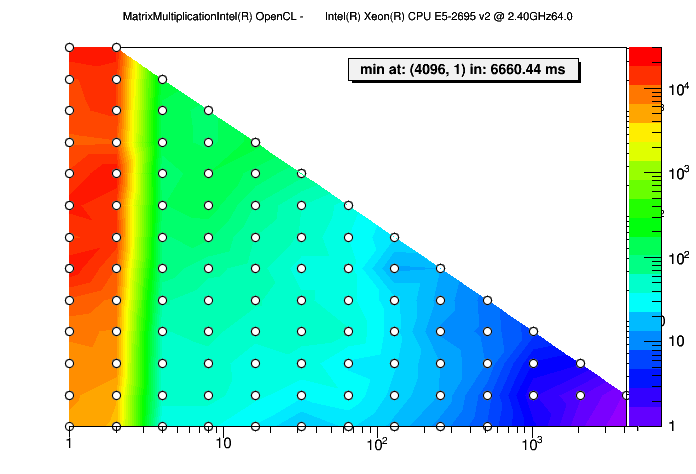 MatrixMultiplicationIntel(R) OpenCL - Intel(R) Xeon(R) CPU E5-2695 v2 @ 2.40GHz64.0
min at: (4096, 1) in: 6660.44 ms
10⁴
10³
10²
10
1
1 10 10² 10³